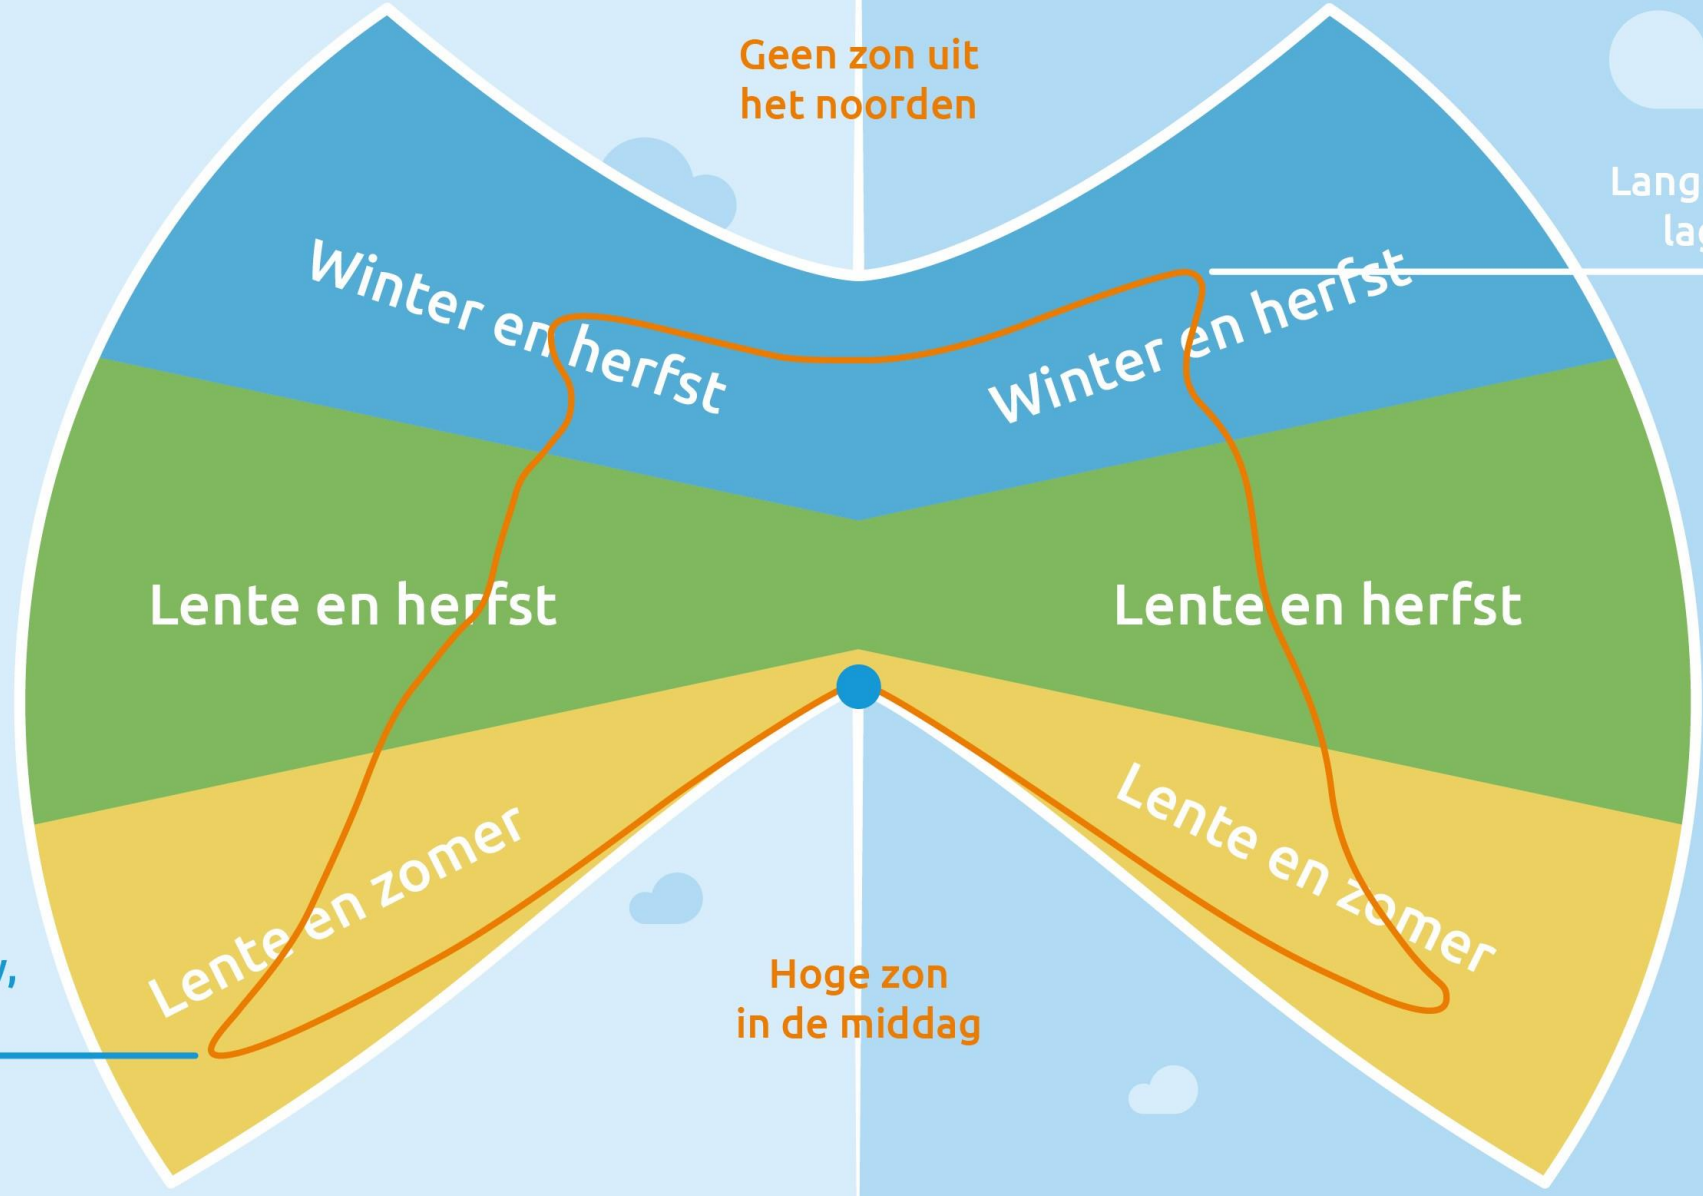 Geen zon uit
het noorden
Lang
Winter en herfst
Winter en herfst
Lente en herfst
Lente en herfst
Lente en zomer
Lente en zomer
Hoge zon
in de middag